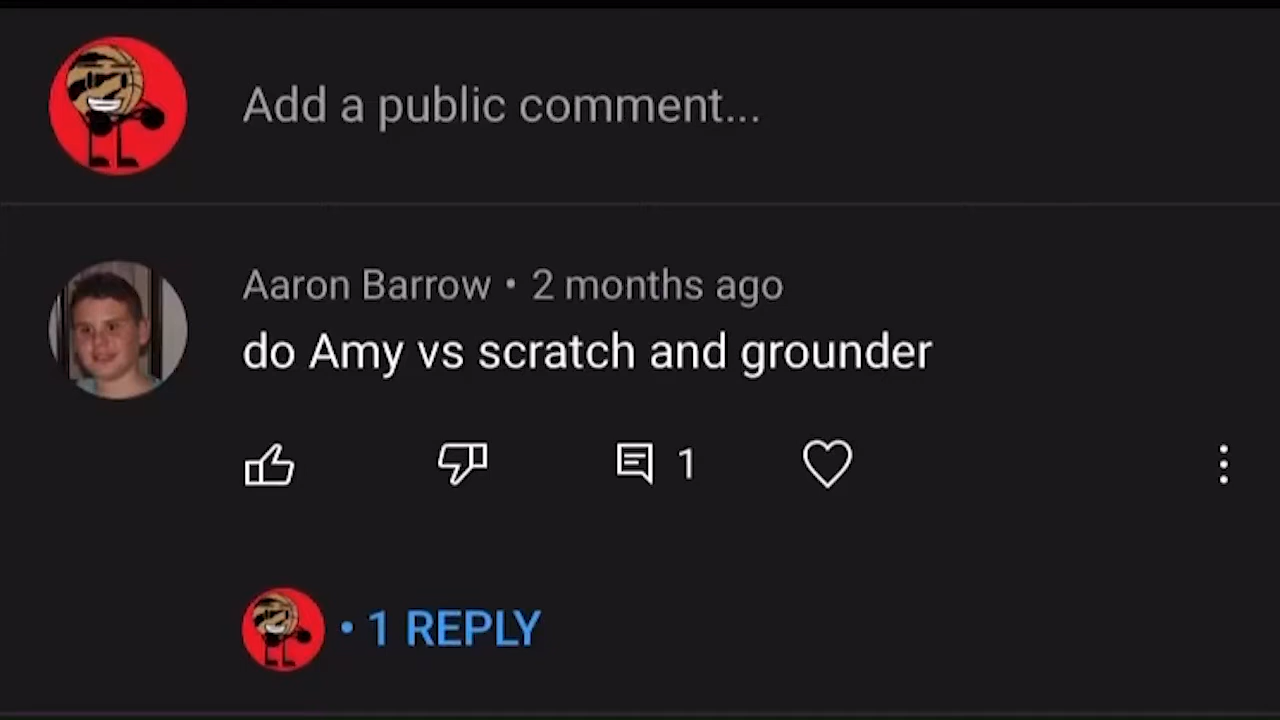 Add a public comment...
Aaron Barrow • 2 months ago
do Amy vs scratch and grounder
1
• 1 REPLY